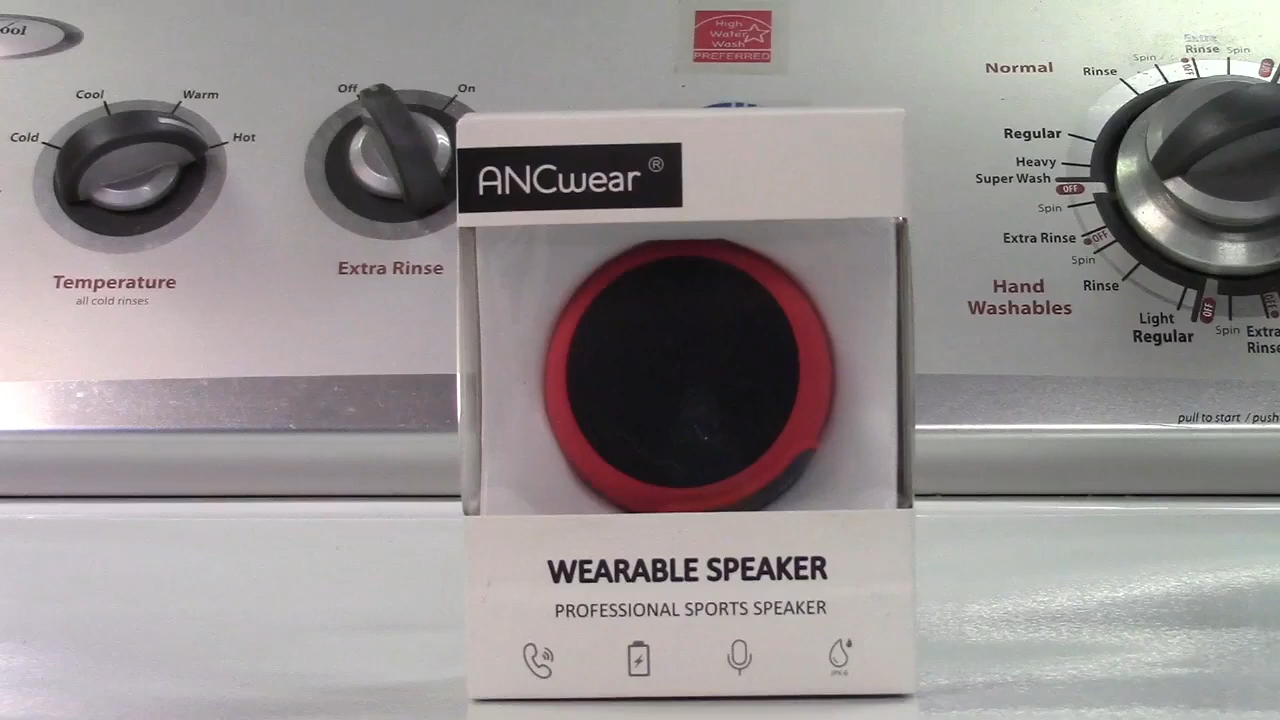 ool
Cold
Cool
Warm
Hot
Temperature
all cold rinses
Off
On
Extra Rinse
High
Water
Wash
PREFERRED
ANCwear ®
WEARABLE SPEAKER
PROFESSIONAL SPORTS SPEAKER
IPX6
Normal
Rinse
Spin
Extra
Rinse
Spin
Regular
Heavy
Super Wash
OFF
Spin
Extra Rinse
OFF
Spin
Rinse
Hand
Washables
Light
Regular
OFF
Spin
Extra
Rinse
pull to start / push